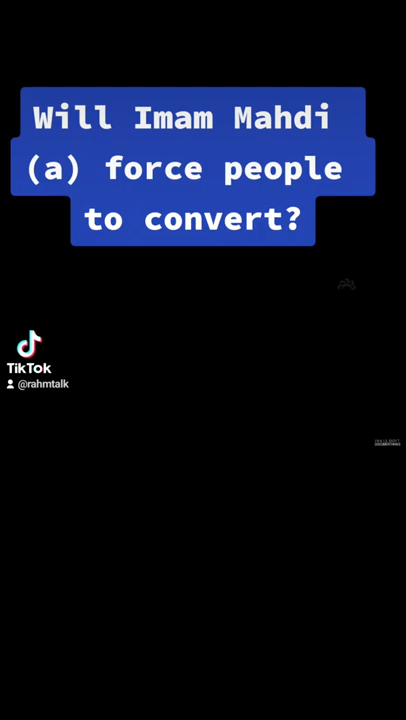 Will Imam Mahdi
(a) force people
to convert?
TikTok
@rahmtalk